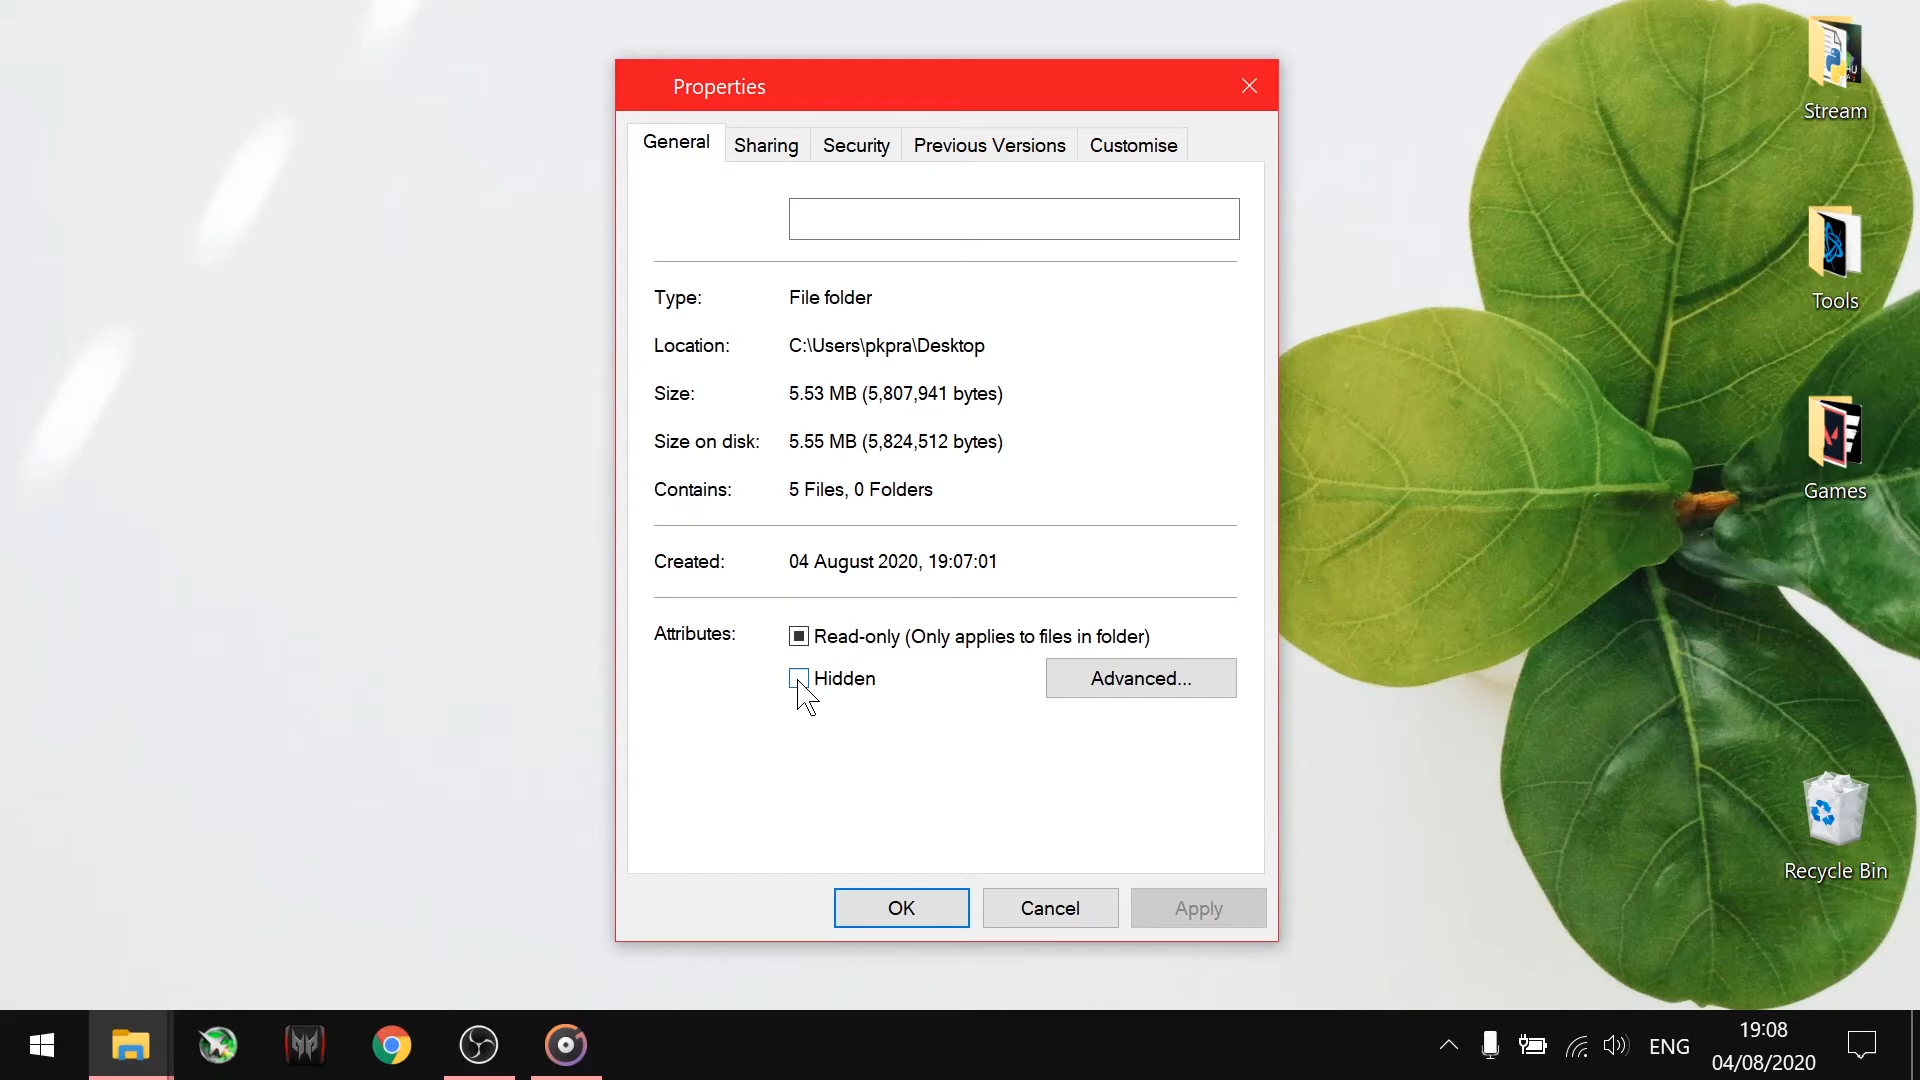 Properties
General Sharing Security Previous Versions Customise
Type: File folder
Location: C:\Users\pkpra\Desktop
Size: 5.53 MB (5,807,941 bytes)
Size on disk: 5.55 MB (5,824,512 bytes)
Contains: 5 Files, 0 Folders
Created: 04 August 2020, 19:07:01
Attributes: Read-only (Only applies to files in folder)
Hidden Advanced...
OK Cancel Apply
Stream
Tools
Games
Recycle Bin
ENG
19:08
04/08/2020